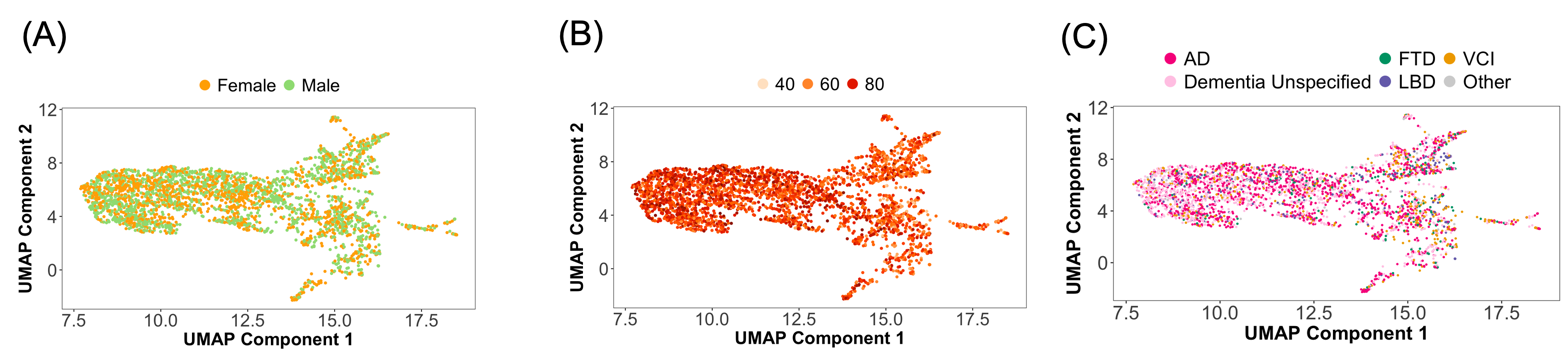 (A)
Female Male
12
8
4
0
UMAP Component 2
7.5 10.0 12.5 15.0 17.5
UMAP Component 1
(B)
40 60 80
12
8
4
0
UMAP Component 2
7.5 10.0 12.5 15.0 17.5
UMAP Component 1
(C)
AD FTD VCI
Dementia Unspecified LBD Other
12
8
4
0
UMAP Component 2
7.5 10.0 12.5 15.0 17.5
UMAP Component 1